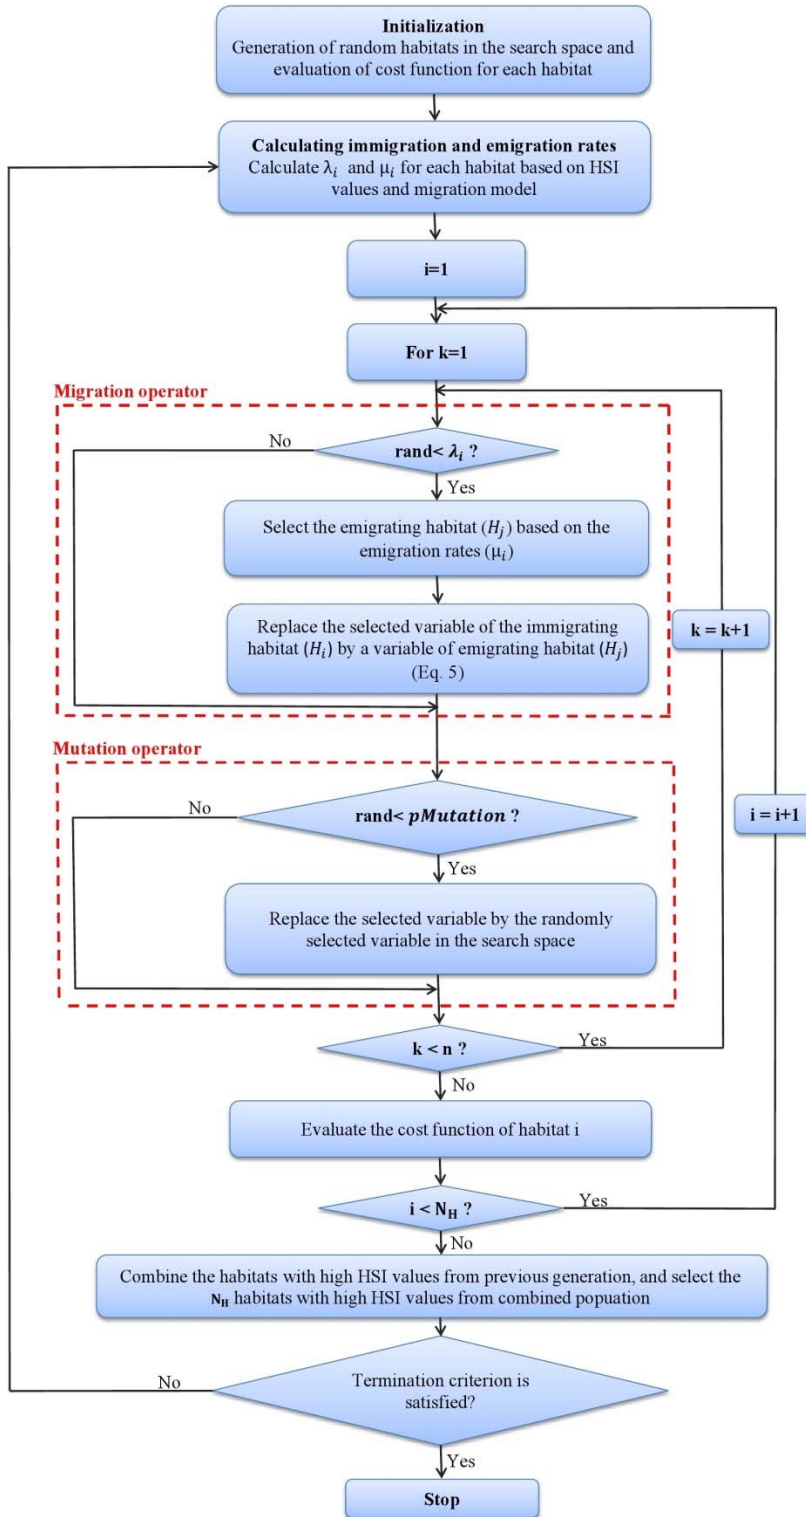 Initialization
Generation of random habitats in the search space and
evaluation of cost function for each habitat
Calculating immigration and emigration rates
Calculate λᵢ and µᵢ for each habitat based on HSI
values and migration model
i=1
For k=1
Migration operator
No
rand< λᵢ ?
Yes
Select the emigrating habitat (Hⱼ) based on the
emigration rates (µᵢ)
Replace the selected variable of the immigrating
habitat (Hᵢ) by a variable of emigrating habitat (Hⱼ)
(Eq. 5)
k = k+1
Mutation operator
No
rand< pMutation ?
Yes
i = i+1
Replace the selected variable by the randomly
selected variable in the search space
k < n ?
Yes
No
Evaluate the cost function of habitat i
i < N_H ?
Yes
No
Combine the habitats with high HSI values from previous generation, and select the
N_H habitats with high HSI values from combined popuation
No
Termination criterion is
satisfied?
Yes
Stop